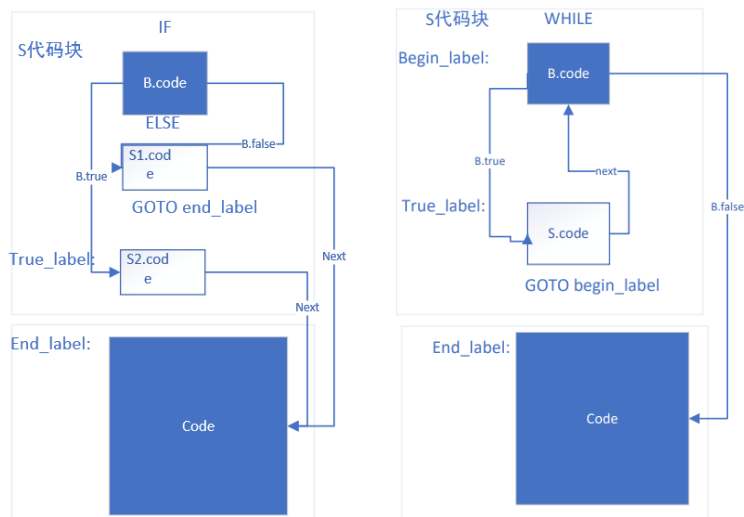 IF
S代码块
B.code
ELSE
B.false
S1.cod
e
B.true
GOTO end_label
True_label:
S2.cod
e
Next
Next
End_label:
Code
S代码块
WHILE
Begin_label:
B.code
B.true
next
True_label:
B.false
S.code
GOTO begin_label
End_label:
Code